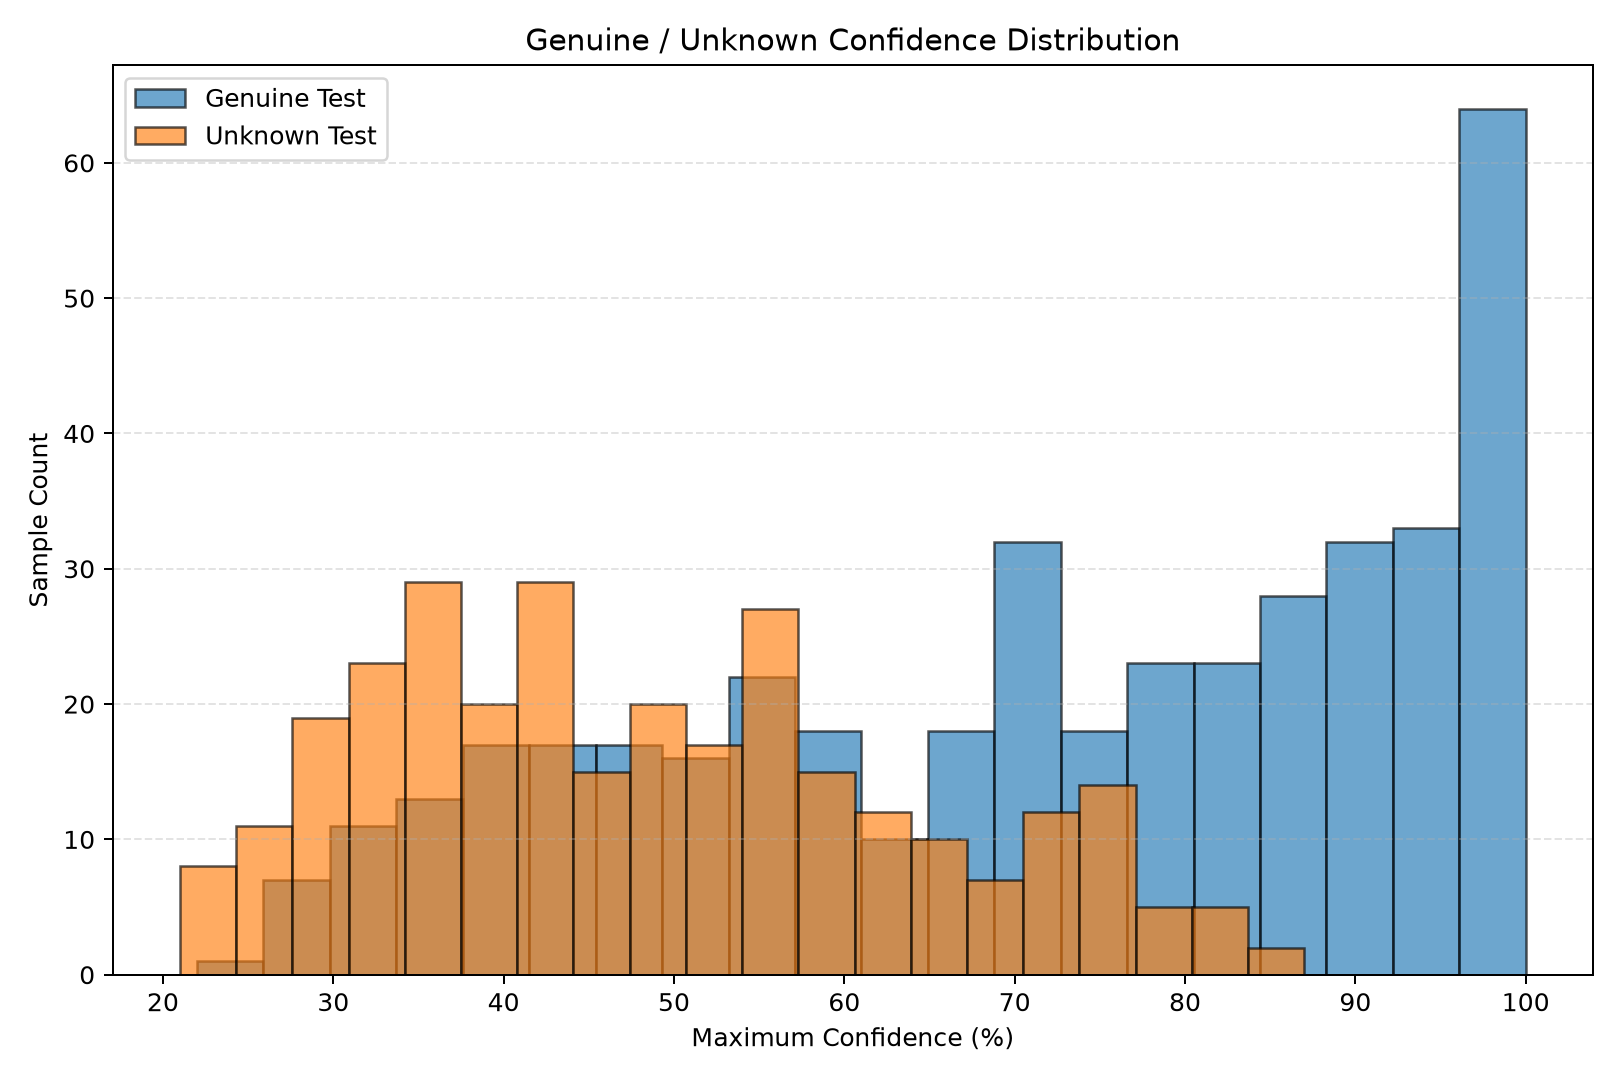 Genuine / Unknown Confidence Distribution
Genuine Test
Unknown Test
60
50
40
30
20
10
0
Sample Count
20 30 40 50 60 70 80 90 100
Maximum Confidence (%)